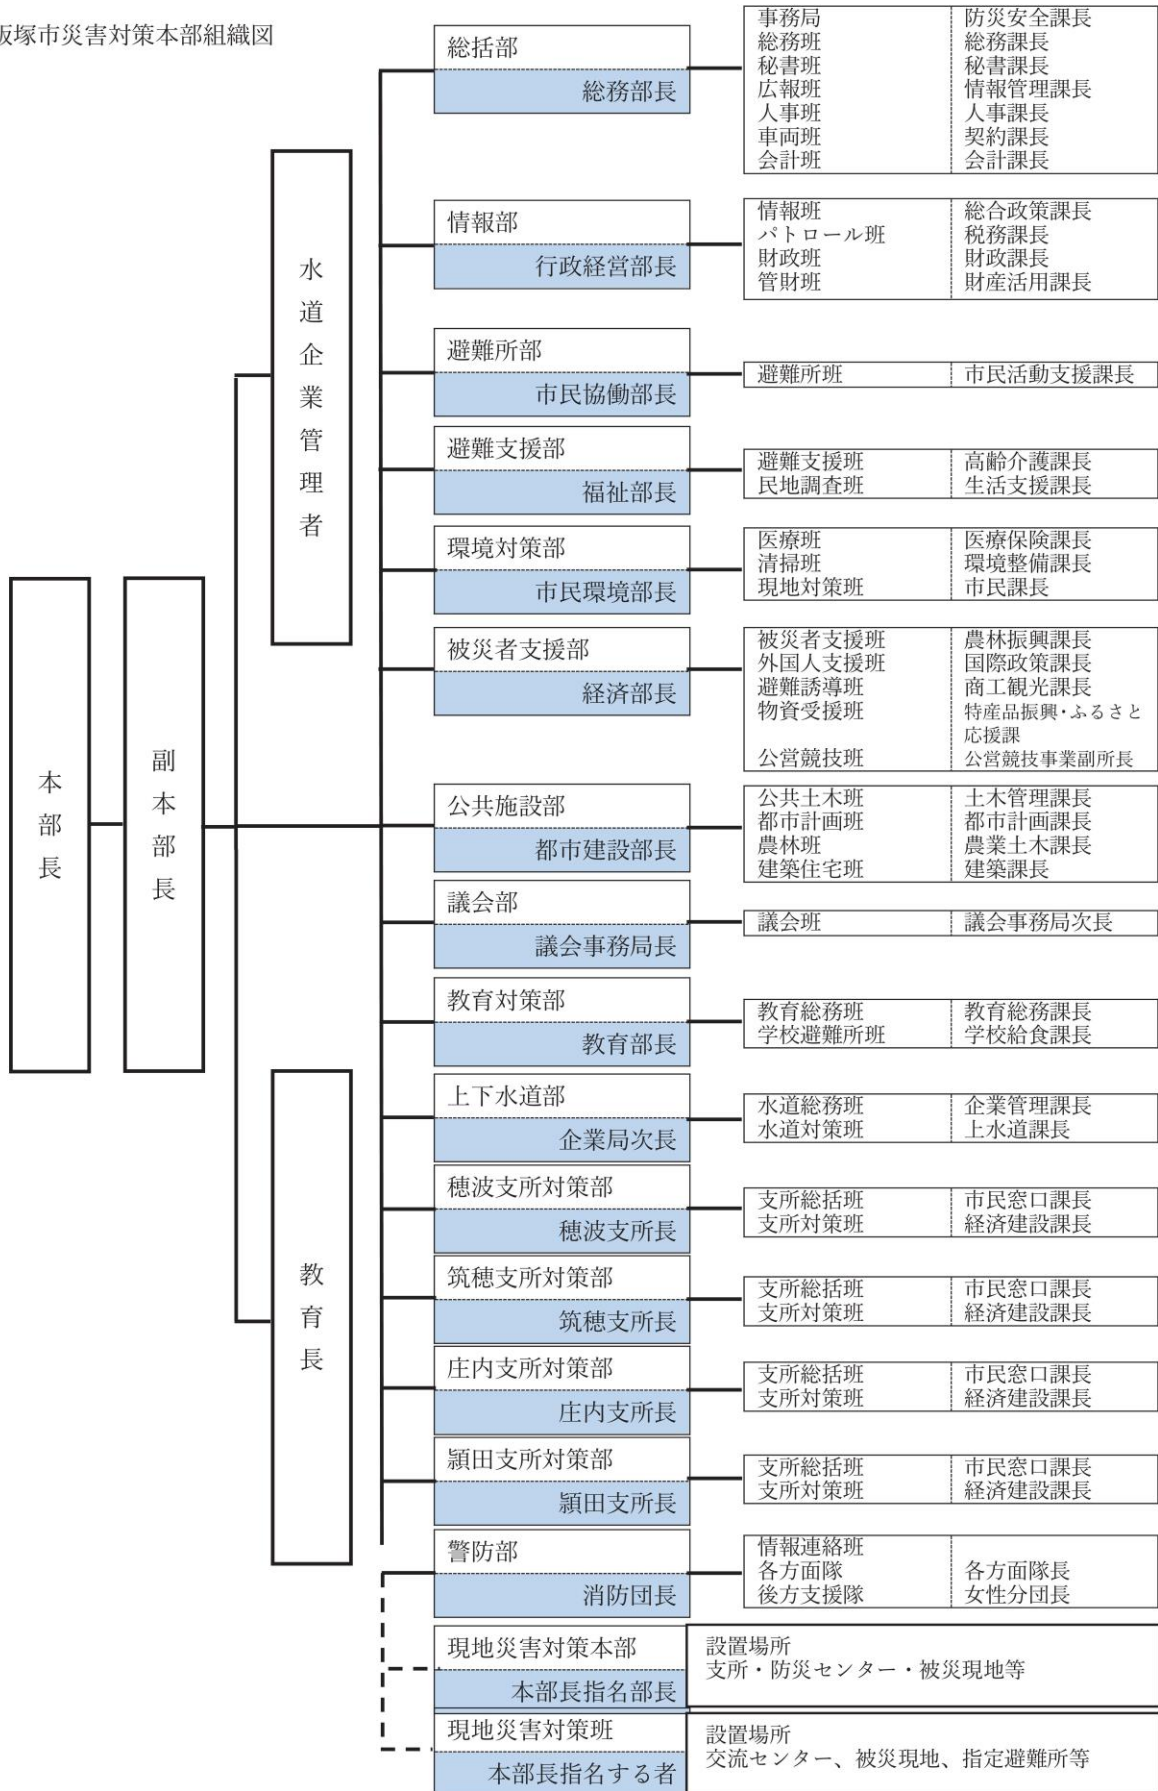 飯塚市災害対策本部組織図
本部長
副本部長
水道企業管理者
教育長
総括部
総務部長
事務局 防災安全課長
総務班 総務課長
秘書班 秘書課長
広報班 情報管理課長
人事班 人事課長
車両班 契約課長
会計班 会計課長
情報部
行政経営部長
情報班 総合政策課長
パトロール班 税務課長
財政班 財政課長
管財班 財産活用課長
避難所部
市民協働部長
避難所班 市民活動支援課長
避難支援部
福祉部長
避難支援班 高齢介護課長
民地調査班 生活支援課長
環境対策部
市民環境部長
医療班 医療保険課長
清掃班 環境整備課長
現地対策班 市民課長
被災者支援部
経済部長
被災者支援班 農林振興課長
外国人支援班 国際政策課長
避難誘導班 商工観光課長
物資受援班 特産品振興・ふるさと
応援課
公営競技班 公営競技事業副所長
公共施設部
都市建設部長
公共土木班 土木管理課長
都市計画班 都市計画課長
農林班 農業土木課長
建築住宅班 建築課長
議会部
議会事務局長
議会班 議会事務局次長
教育対策部
教育部長
教育総務班 教育総務課長
学校避難所班 学校給食課長
上下水道部
企業局次長
水道総務班 企業管理課長
水道対策班 上水道課長
穂波支所対策部
穂波支所長
支所総括班 市民窓口課長
支所対策班 経済建設課長
筑穂支所対策部
筑穂支所長
支所総括班 市民窓口課長
支所対策班 経済建設課長
庄内支所対策部
庄内支所長
支所総括班 市民窓口課長
支所対策班 経済建設課長
頴田支所対策部
頴田支所長
支所総括班 市民窓口課長
支所対策班 経済建設課長
警防部
消防団長
情報連絡班
各方面隊 各方面隊長
後方支援隊 女性分団長
現地災害対策本部
本部長指名部長
設置場所
支所・防災センター・被災現地等
現地災害対策班
本部長指名する者
設置場所
交流センター、被災現地、指定避難所等